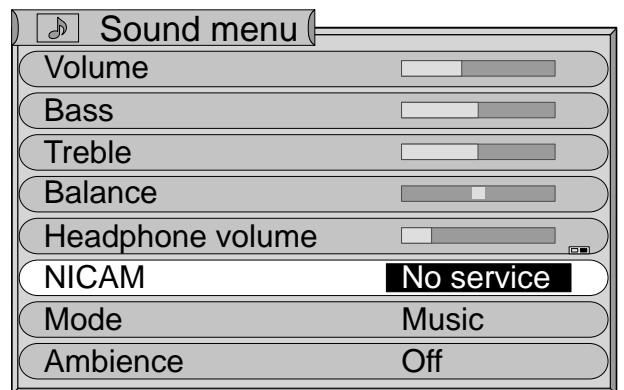 Sound menu
Volume
Bass
Treble
Balance
Headphone volume
NICAM No service
Mode Music
Ambience Off